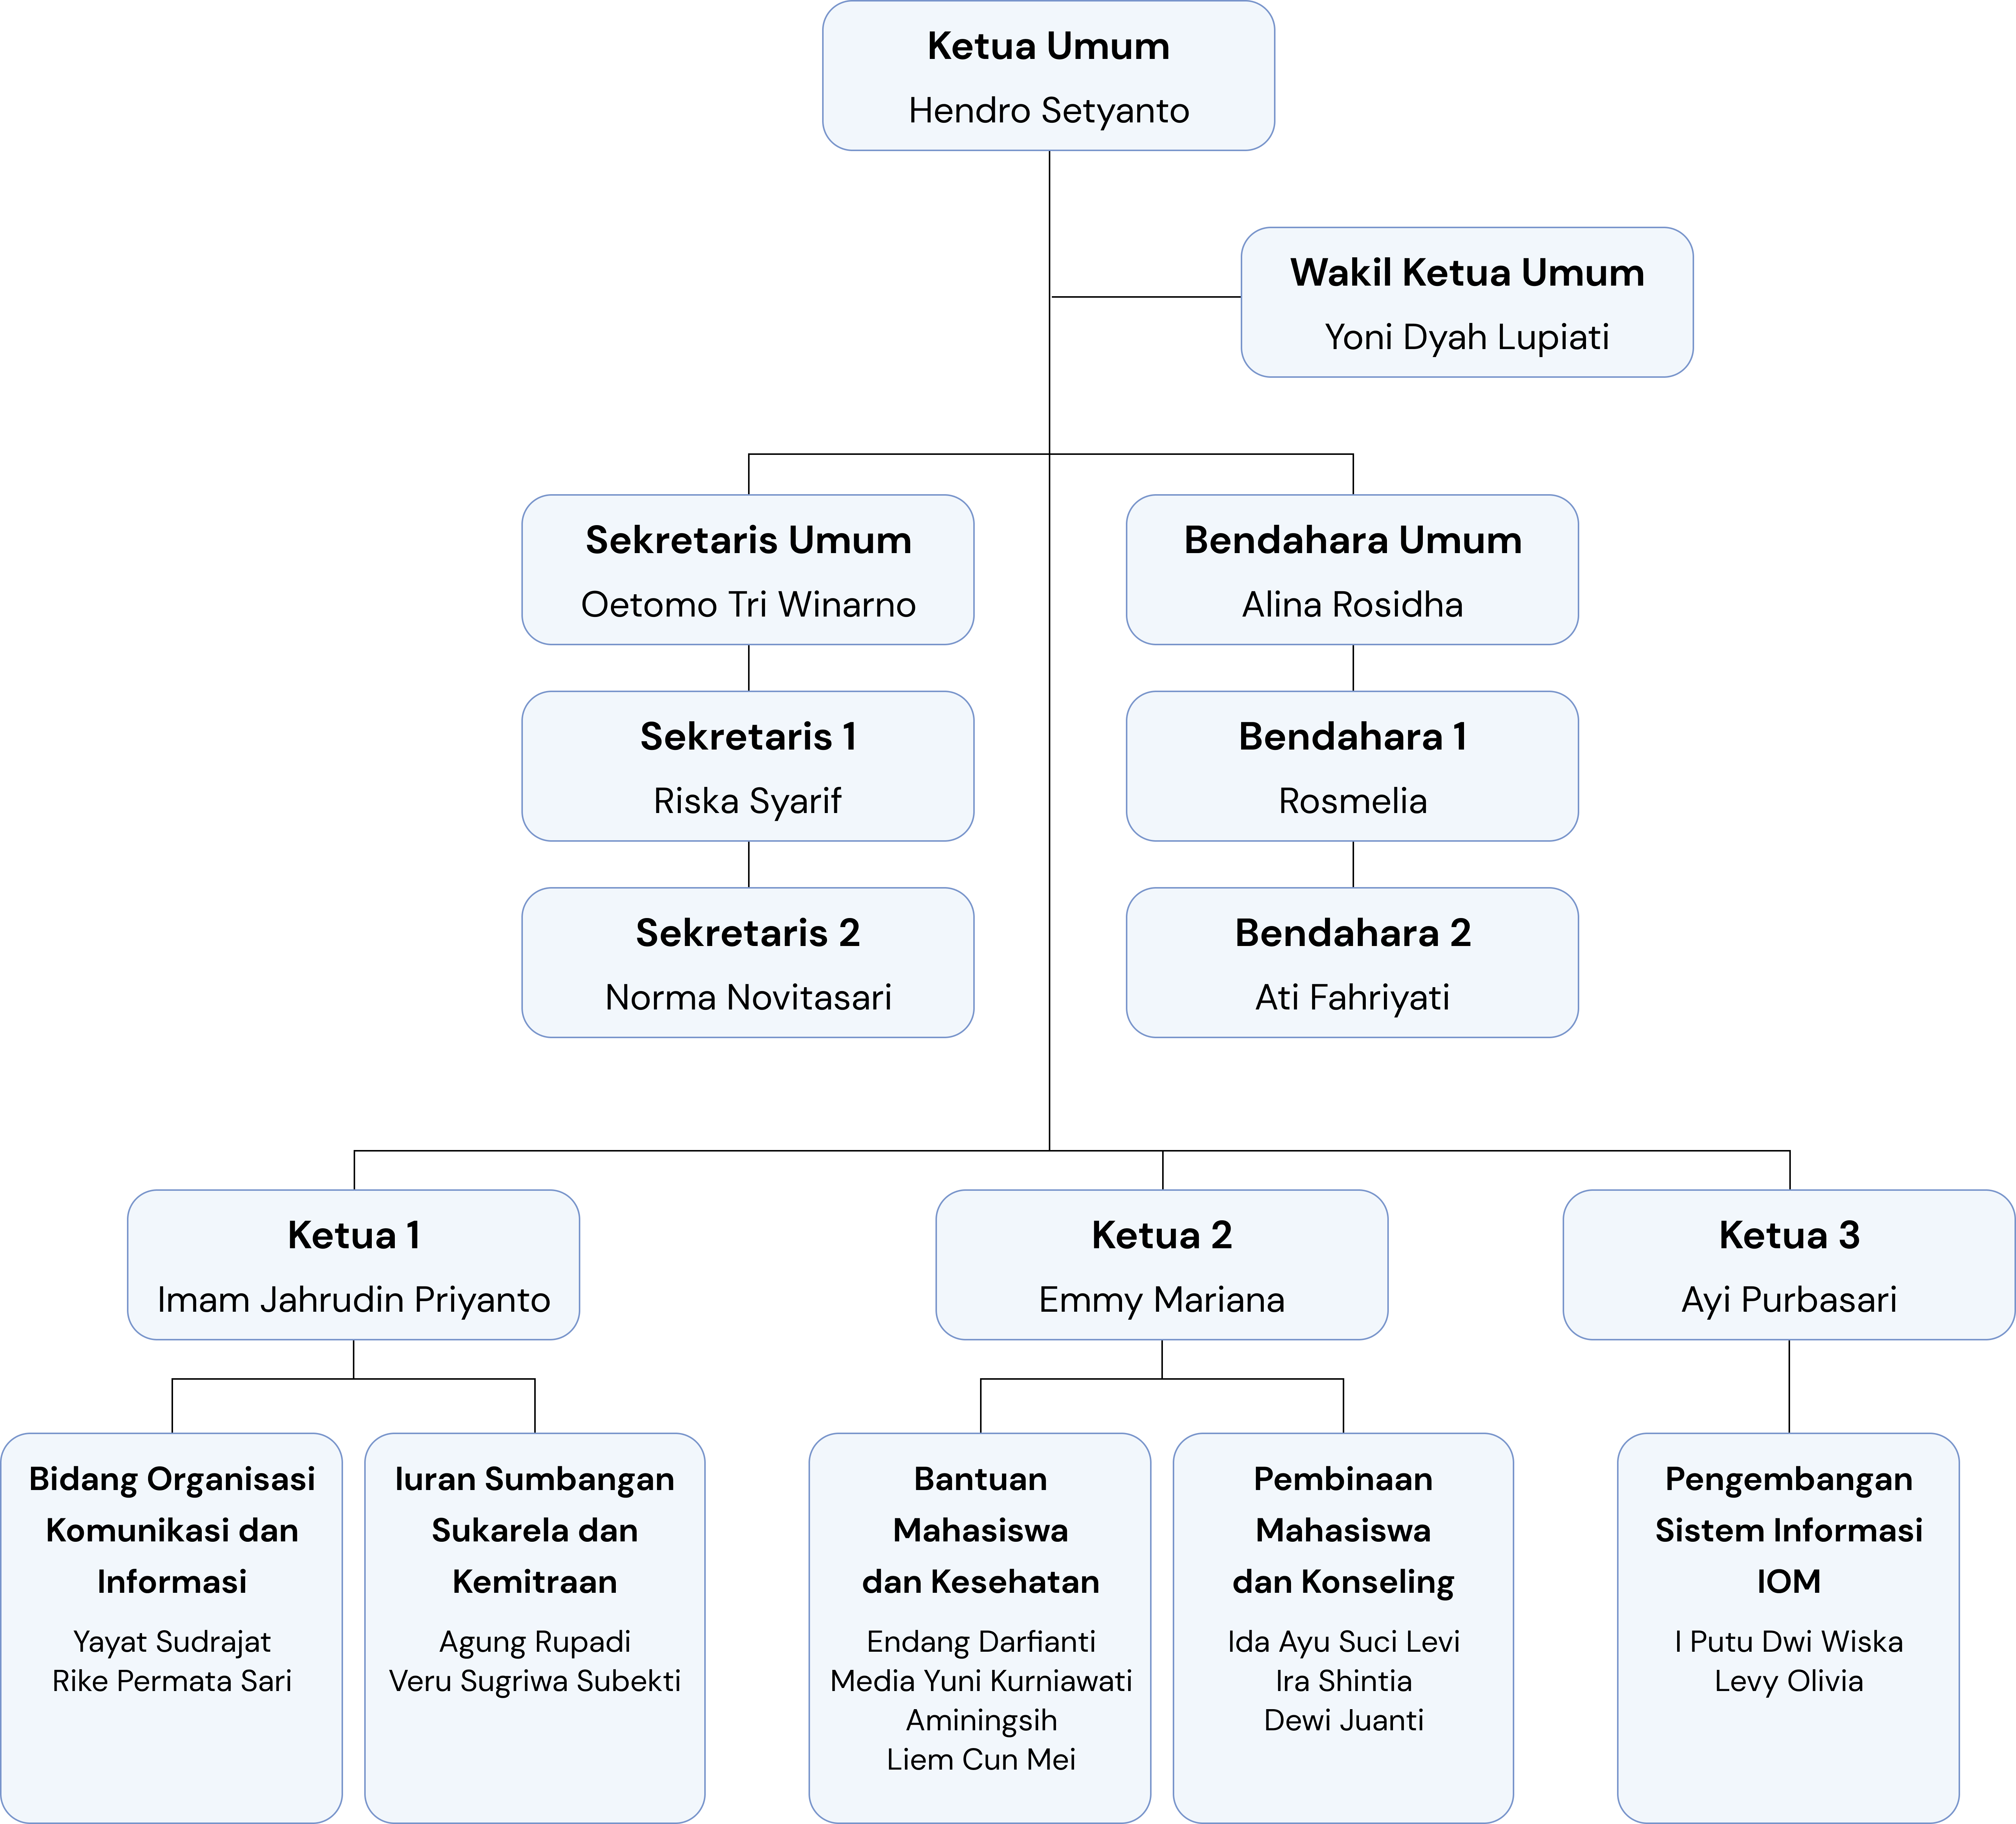 Ketua Umum
Hendro Setyanto
Wakil Ketua Umum
Yoni Dyah Lupiati
Sekretaris Umum
Oetomo Tri Winarno
Bendahara Umum
Alina Rosidha
Sekretaris 1
Riska Syarif
Bendahara 1
Rosmelia
Sekretaris 2
Norma Novitasari
Bendahara 2
Ati Fahriyati
Ketua 1
Imam Jahrudin Priyanto
Ketua 2
Emmy Mariana
Ketua 3
Ayi Purbasari
Bidang Organisasi
Komunikasi dan
Informasi
Yayat Sudrajat
Rike Permata Sari
Iuran Sumbangan
Sukarela dan
Kemitraan
Agung Rupadi
Veru Sugriwa Subekti
Bantuan
Mahasiswa
dan Kesehatan
Endang Darfianti
Media Yuni Kurniawati
Aminingsih
Liem Cun Mei
Pembinaan
Mahasiswa
dan Konseling
Ida Ayu Suci Levi
Ira Shintia
Dewi Juanti
Pengembangan
Sistem Informasi
IOM
I Putu Dwi Wiska
Levy Olivia